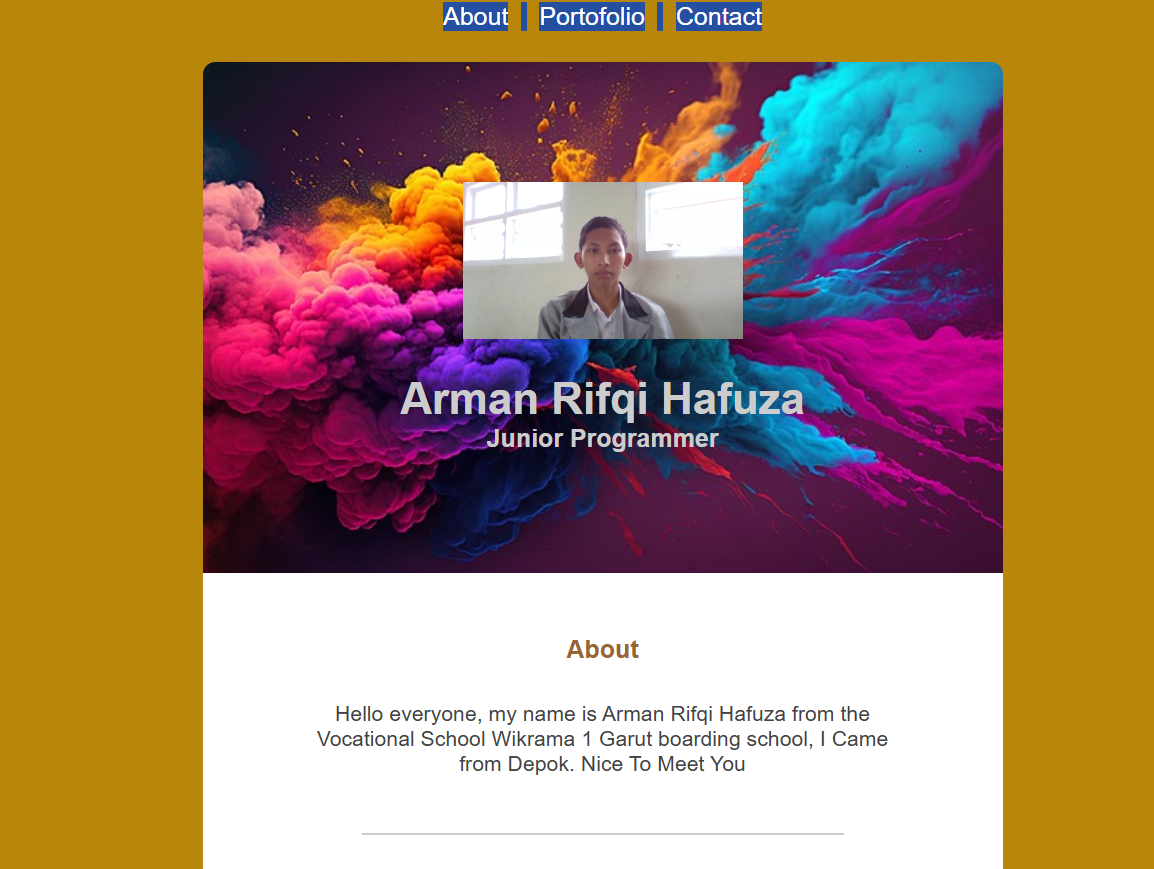 About | Portofolio | Contact
Arman Rifqi Hafuza
Junior Programmer
About
Hello everyone, my name is Arman Rifqi Hafuza from the
Vocational School Wikrama 1 Garut boarding school, I Came
from Depok. Nice To Meet You